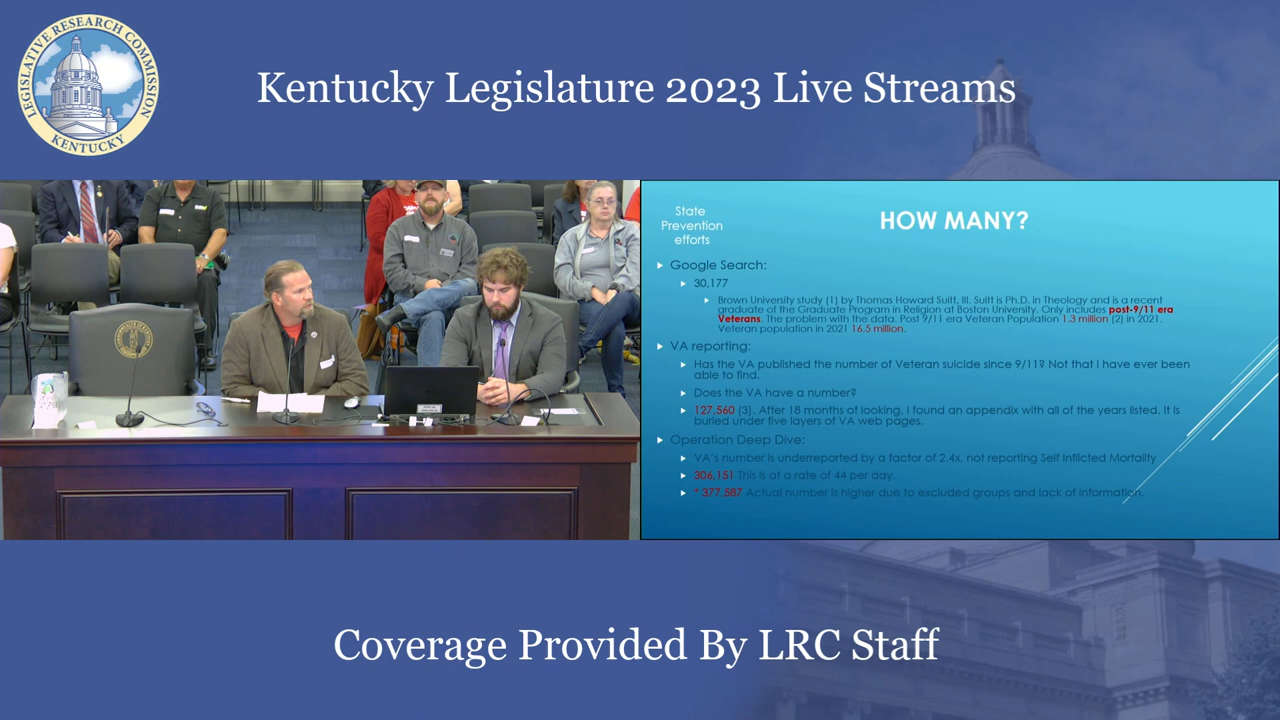 LEGISLATIVE RESEARCH COMMISSION
KENTUCKY
Kentucky Legislature 2023 Live Streams
State
Prevention
efforts
HOW MANY?
Google Search:
30,177
Brown University study (1) by Thomas Howard Suitt, III. Suitt is Ph.D. in Theology and is a recent
graduate of the Graduate Program in Religion at Boston University. Only includes post-9/11 era
Veterans. The problem with the data. Post 9/11 era Veteran Population 1.3 million (2) in 2021.
Veteran population in 2021 16.5 million.
VA reporting:
Has the VA published the number of Veteran suicide since 9/11? Not that I have ever been
able to find.
Does the VA have a number?
127,560 (3). After 18 months of looking, I found an appendix with all of the years listed. It is
buried under five layers of VA web pages.
Operation Deep Dive:
VA's number is underreported by a factor of 2.4x, not reporting Self Inflicted Mortality
306,151 This is at a rate of 44 per day.
* 377,587 Actual number is higher due to excluded groups and lack of information.
Coverage Provided By LRC Staff